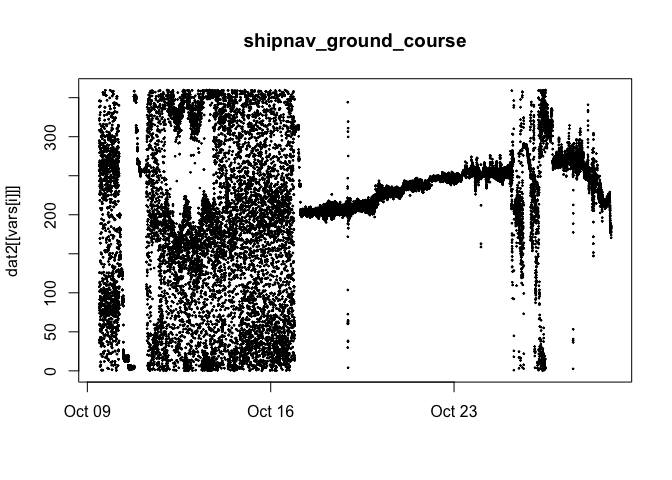 shipnav_ground_course
dat2[[vars[i]]]
300
200
100
50
0
Oct 09
Oct 16
Oct 23